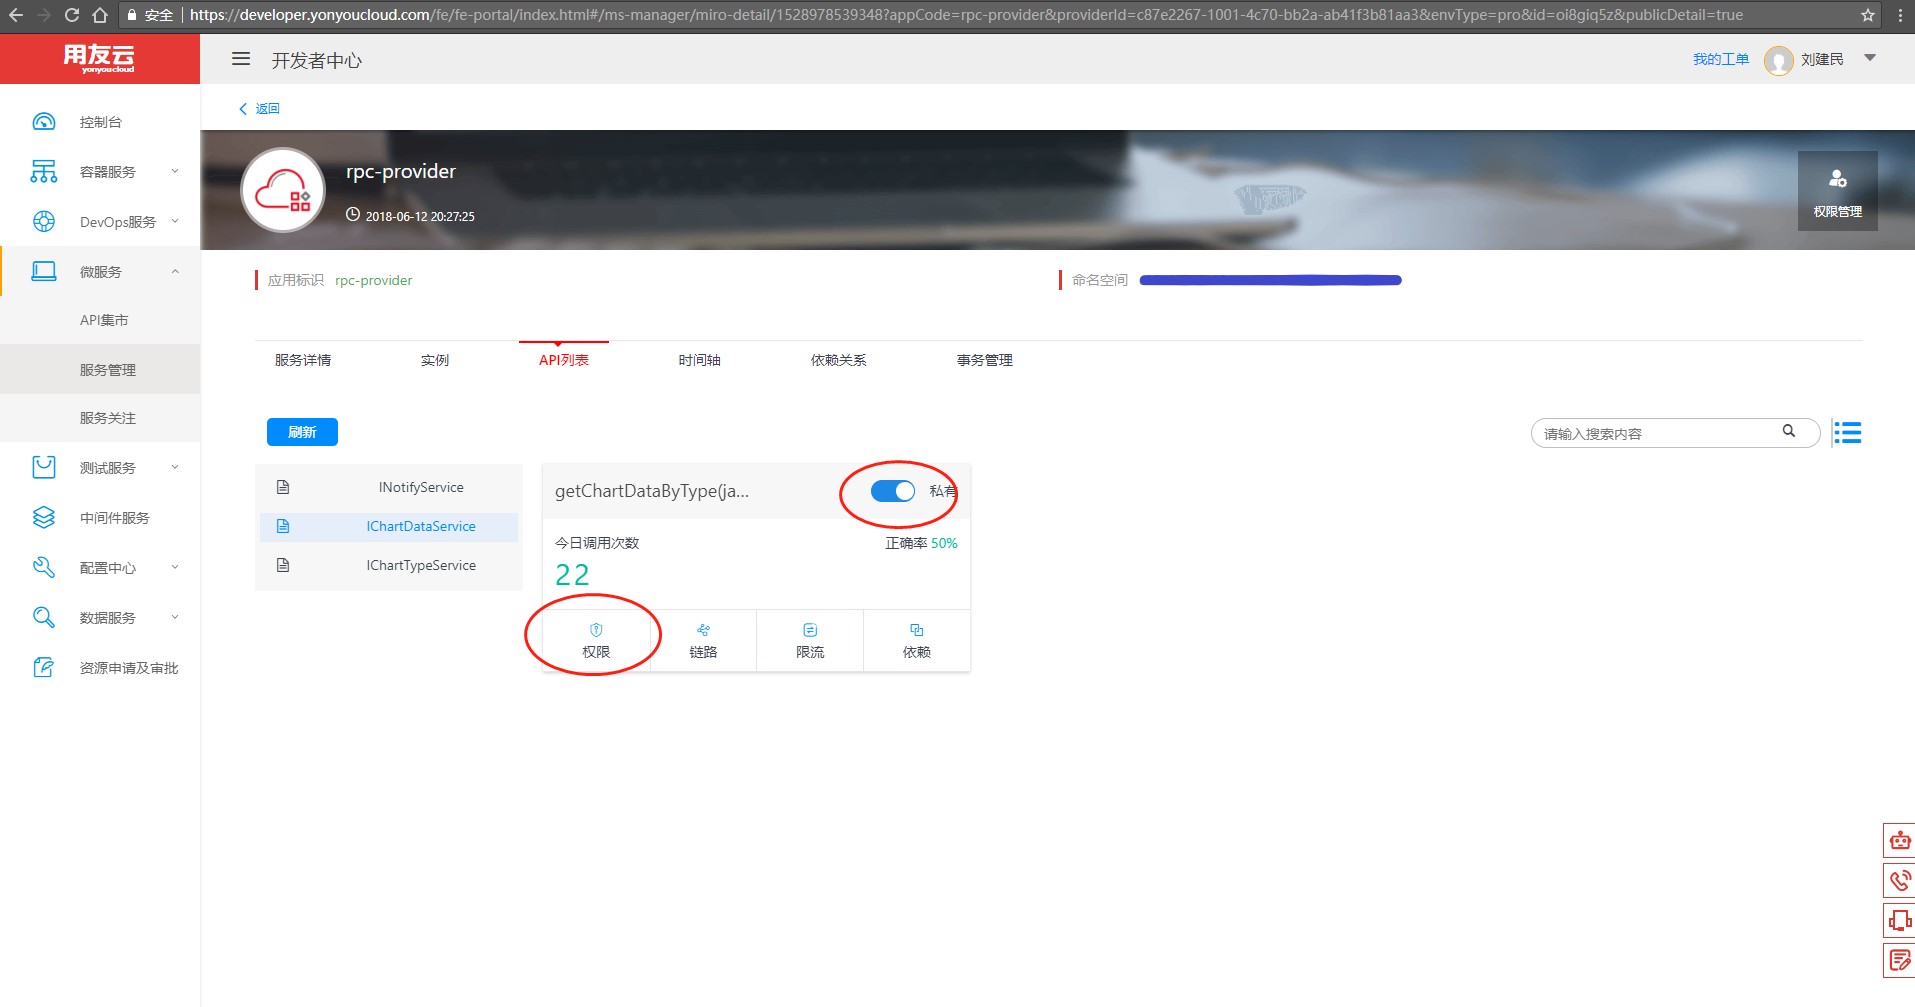 安全 https://developer.yonyoucloud.com/fe/fe-portal/index.html#/ms-manager/miro-detail/1528978539348?appCode=rpc-provider&providerId=c87e2267-1001-4c70-bb2a-ab41f3b81aa3&envType=pro&id=oi8giq5z&publicDetail=true
用友云
yonyoucloud
开发者中心
我的工单
刘建民
返回
控制台
容器服务
DevOps服务
微服务
API集市
服务管理
服务关注
测试服务
中间件服务
配置中心
数据服务
资源申请及审批
rpc-provider
2018-06-12 20:27:25
权限管理
应用标识 rpc-provider
命名空间
服务详情 实例 API列表 时间轴 依赖关系 事务管理
刷新
请输入搜索内容
INotifyService
IChartDataService
IChartTypeService
getChartDataByType(ja... 私有
今日调用次数 正确率 50%
22
权限 链路 限流 依赖